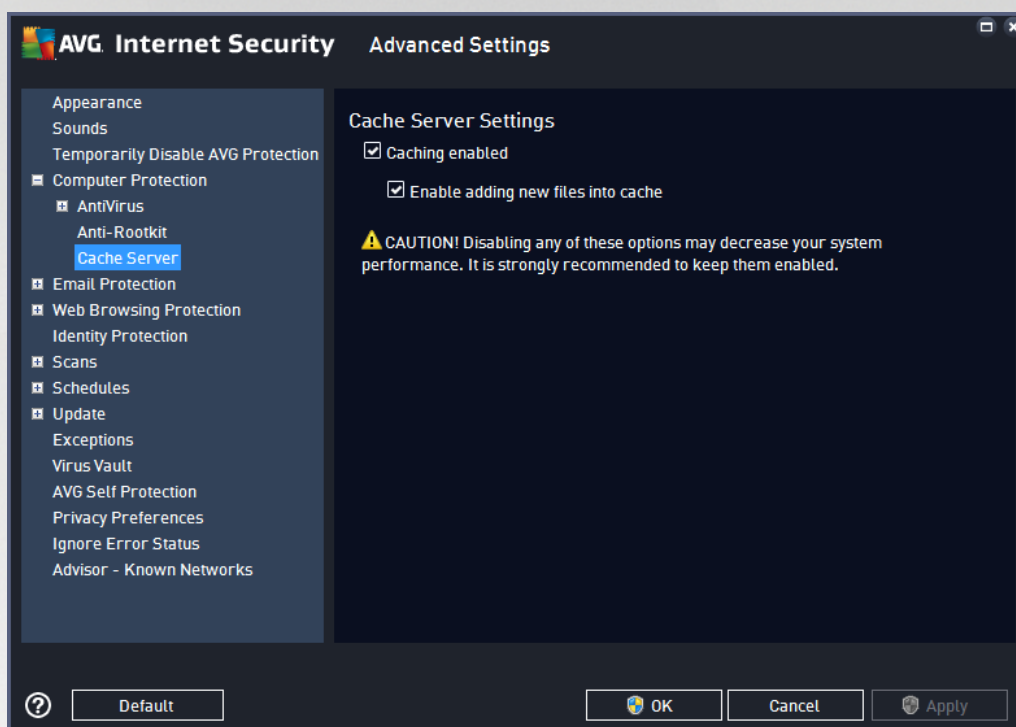 AVG. Internet Security Advanced Settings
Appearance
Sounds
Temporarily Disable AVG Protection
Computer Protection
AntiVirus
Anti-Rootkit
Cache Server
Email Protection
Web Browsing Protection
Identity Protection
Scans
Schedules
Update
Exceptions
Virus Vault
AVG Self Protection
Privacy Preferences
Ignore Error Status
Advisor - Known Networks
Cache Server Settings
Caching enabled
Enable adding new files into cache
CAUTION! Disabling any of these options may decrease your system
performance. It is strongly recommended to keep them enabled.
Default
OK
Cancel
Apply